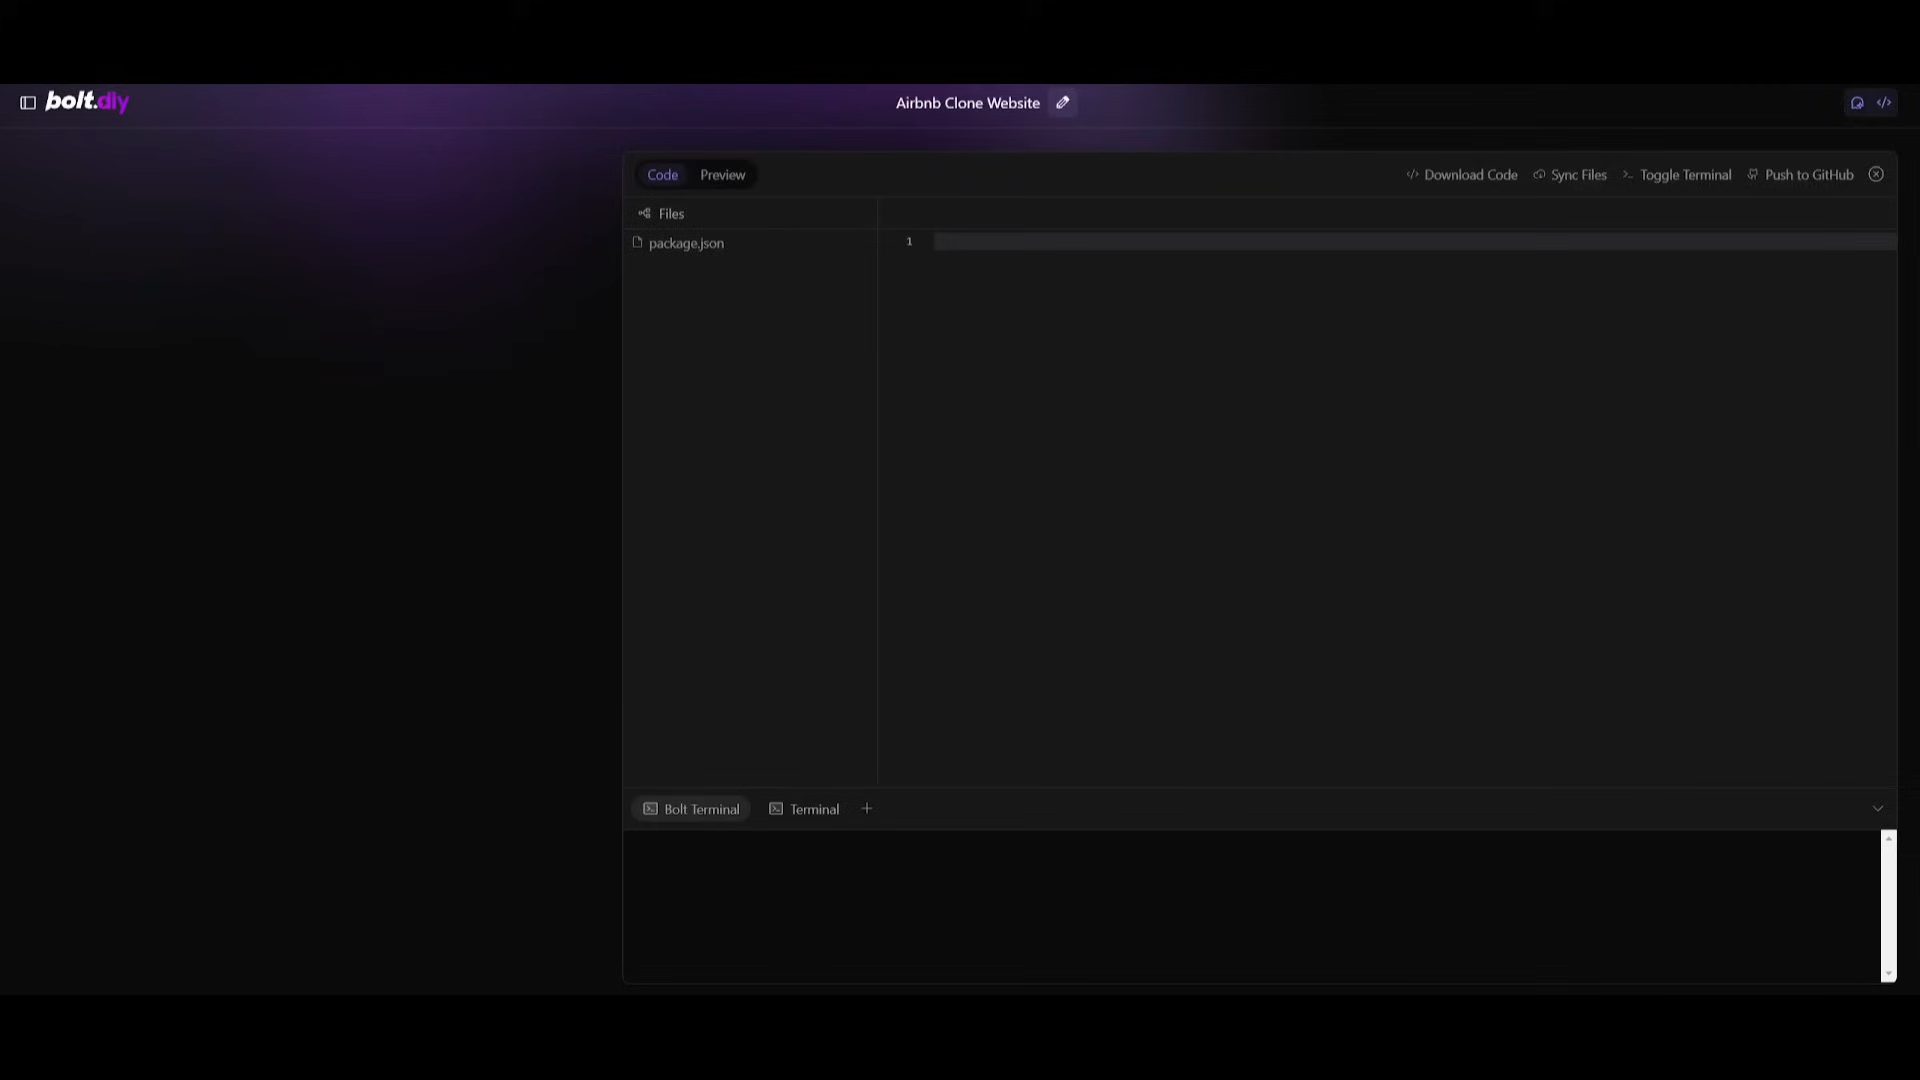 bolt.diy
Airbnb Clone Website
Code Preview
</> Download Code Sync Files Toggle Terminal Push to GitHub
Files
package.json
1
Bolt Terminal Terminal +